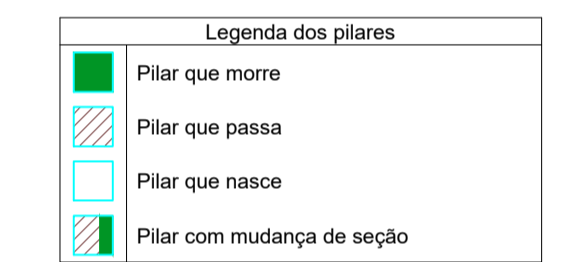 Legenda dos pilares
Pilar que morre
Pilar que passa
Pilar que nasce
Pilar com mudança de seção